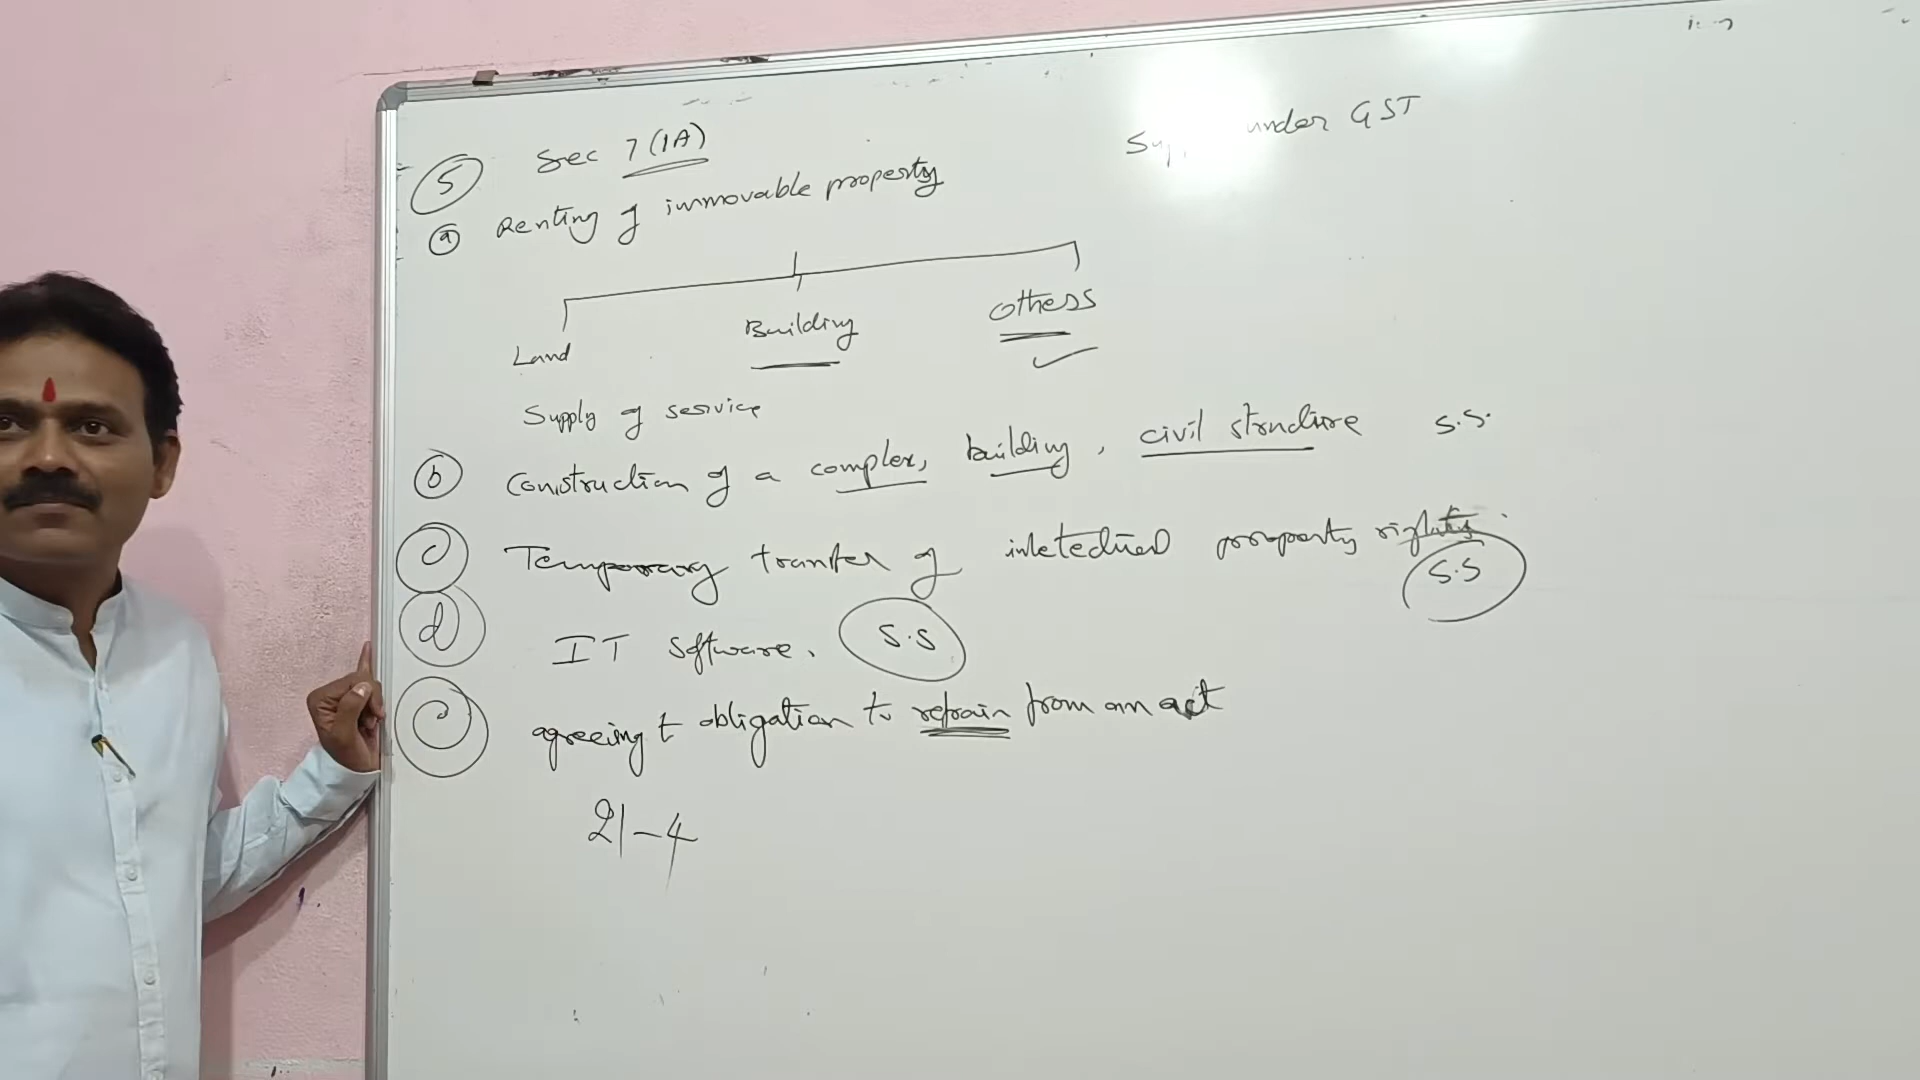 under GST
5 Sec 7(1A)
a Renting of immovable property
Land Building Others
Supply of service
b Construction of a complex, building, civil structure S.S.
c Temporary transfer of property rights. S.S
d IT software. S.S
e agreeing to obligation to refrain from an act
21-4